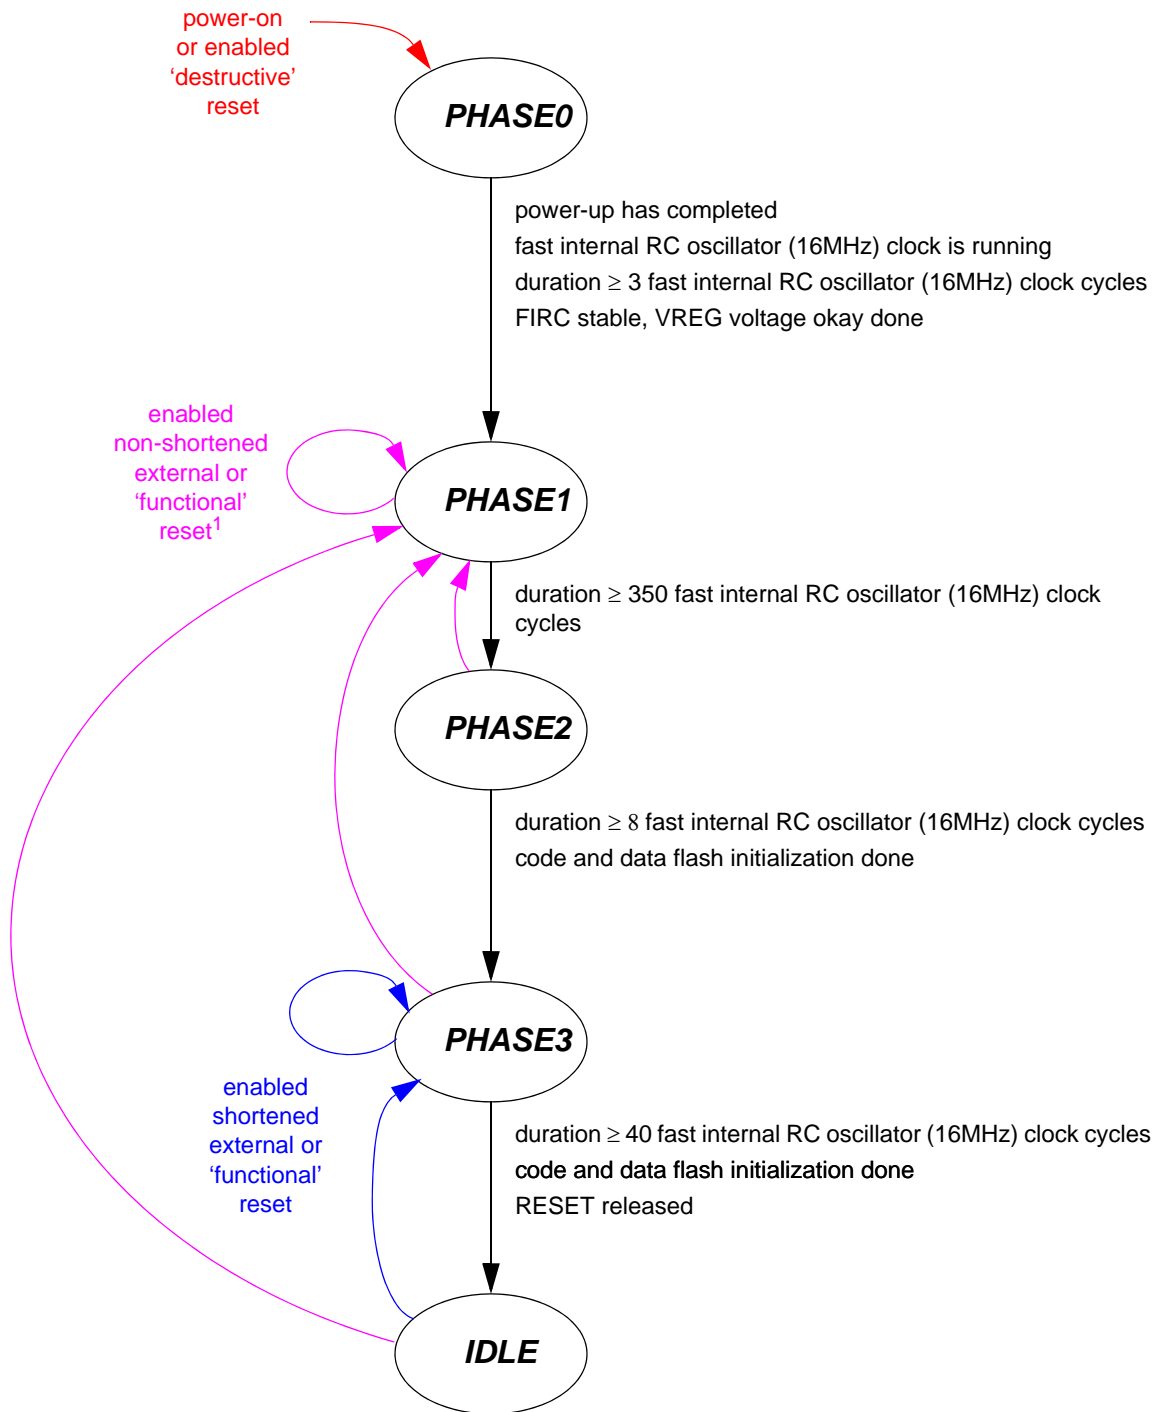 power-on
or enabled
‘destructive’
reset
PHASE0
power-up has completed
fast internal RC oscillator (16MHz) clock is running
duration ≥ 3 fast internal RC oscillator (16MHz) clock cycles
FIRC stable, VREG voltage okay done
enabled
non-shortened
external or
‘functional’
reset1
PHASE1
duration ≥ 350 fast internal RC oscillator (16MHz) clock
cycles
PHASE2
duration ≥ 8 fast internal RC oscillator (16MHz) clock cycles
code and data flash initialization done
PHASE3
enabled
shortened
external or
‘functional’
reset
duration ≥ 40 fast internal RC oscillator (16MHz) clock cycles
code and data flash initialization done
RESET released
IDLE